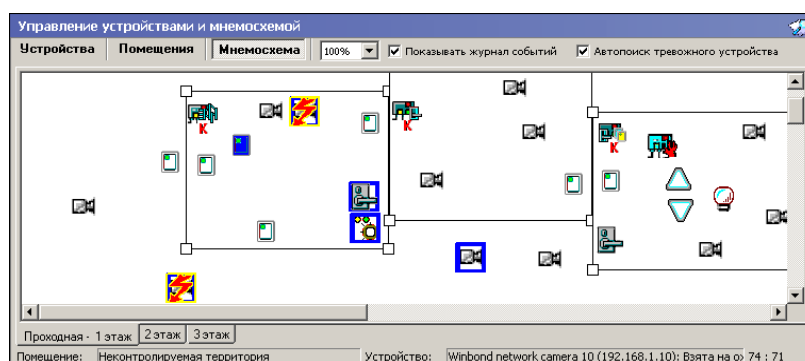 Управление устройствами и мнемосхемой
Устройства Помещения Мнемосхема 100% Показывать журнал событий Автопоиск тревожного устройства
К К К
Проходная - 1 этаж 2 этаж 3 этаж
Помещение: Неконтролируемая территория Устройство: Winbond network camera 10 (192.168.1.10): Взята на ох 74 : 71